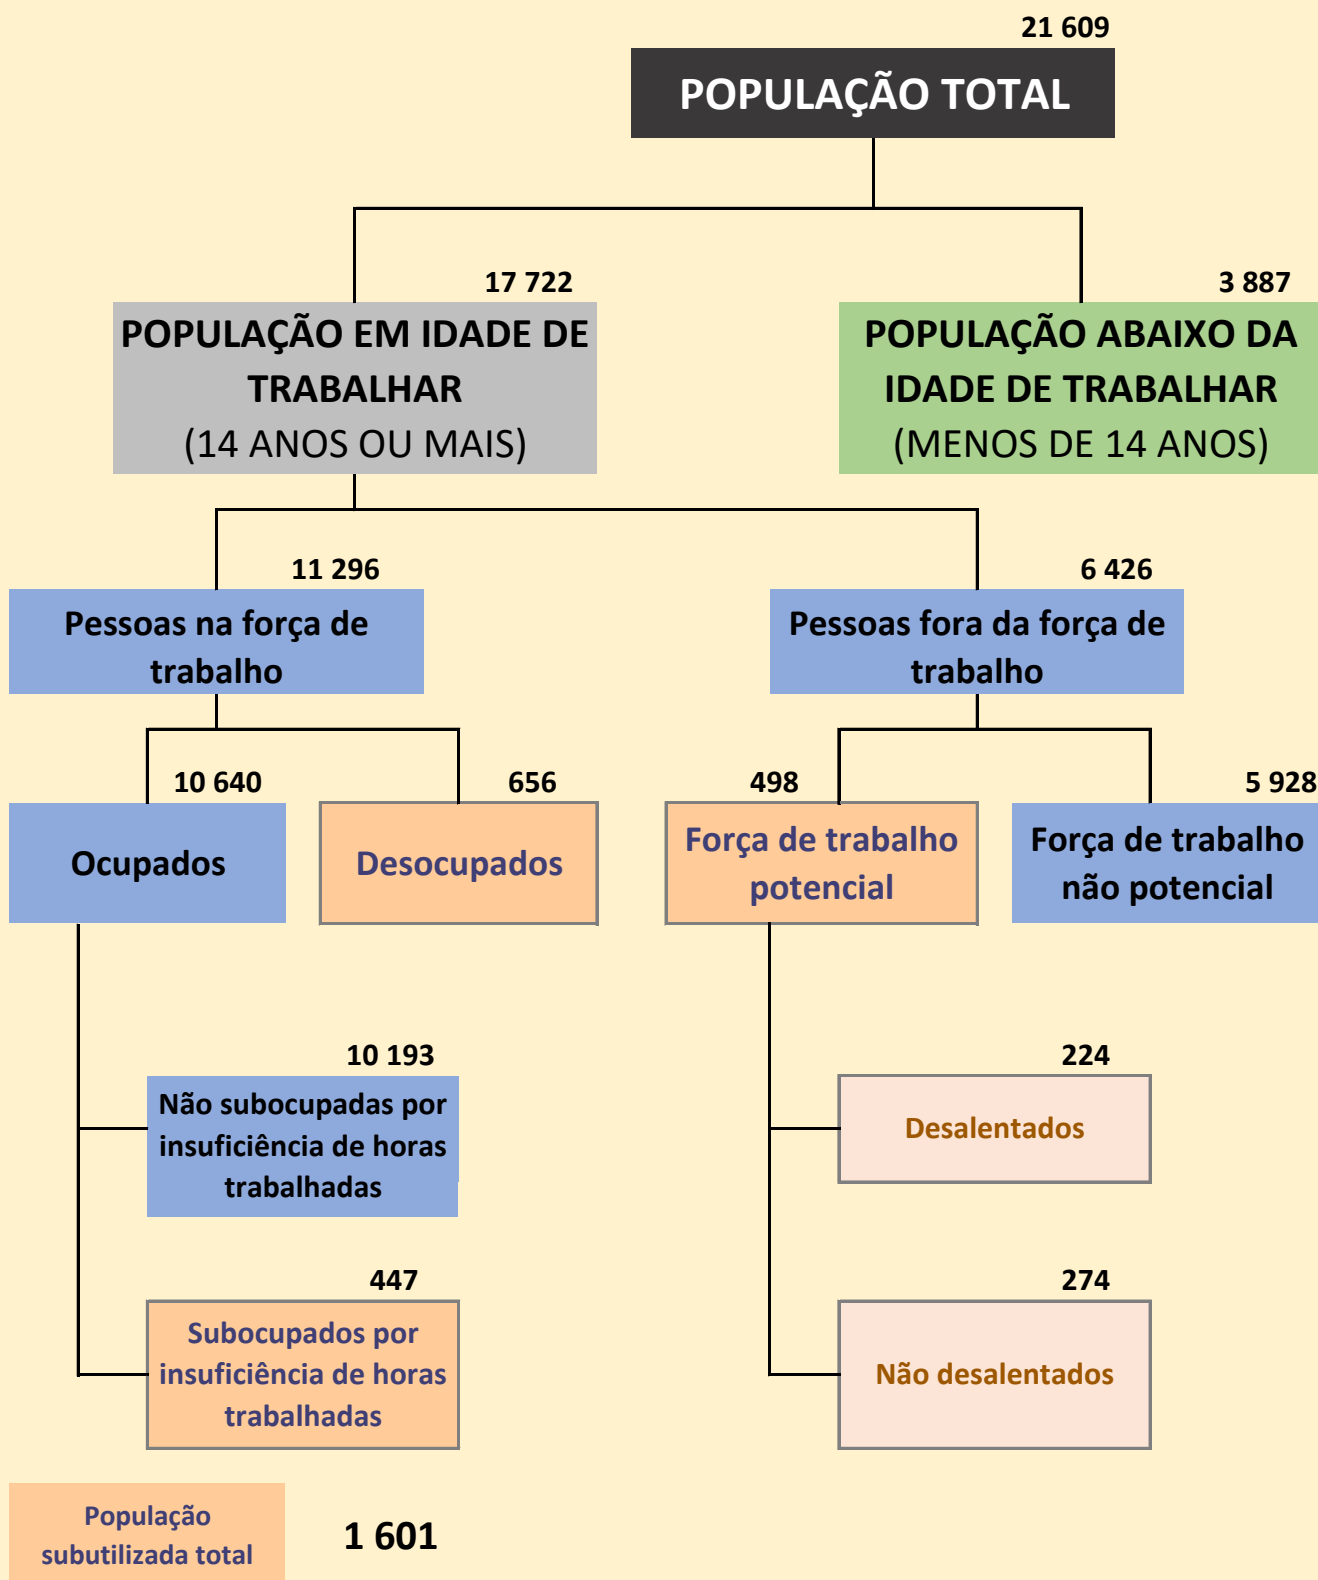 21 609
POPULAÇÃO TOTAL
17 722
POPULAÇÃO EM IDADE DE
TRABALHAR
(14 ANOS OU MAIS)
3 887
POPULAÇÃO ABAIXO DA
IDADE DE TRABALHAR
(MENOS DE 14 ANOS)
11 296
Pessoas na força de
trabalho
6 426
Pessoas fora da força de
trabalho
10 640
Ocupados
656
Desocupados
498
Força de trabalho
potencial
5 928
Força de trabalho
não potencial
10 193
Não subocupadas por
insuficiência de horas
trabalhadas
224
Desalentados
447
Subocupados por
insuficiência de horas
trabalhadas
274
Não desalentados
População
subutilizada total
1 601